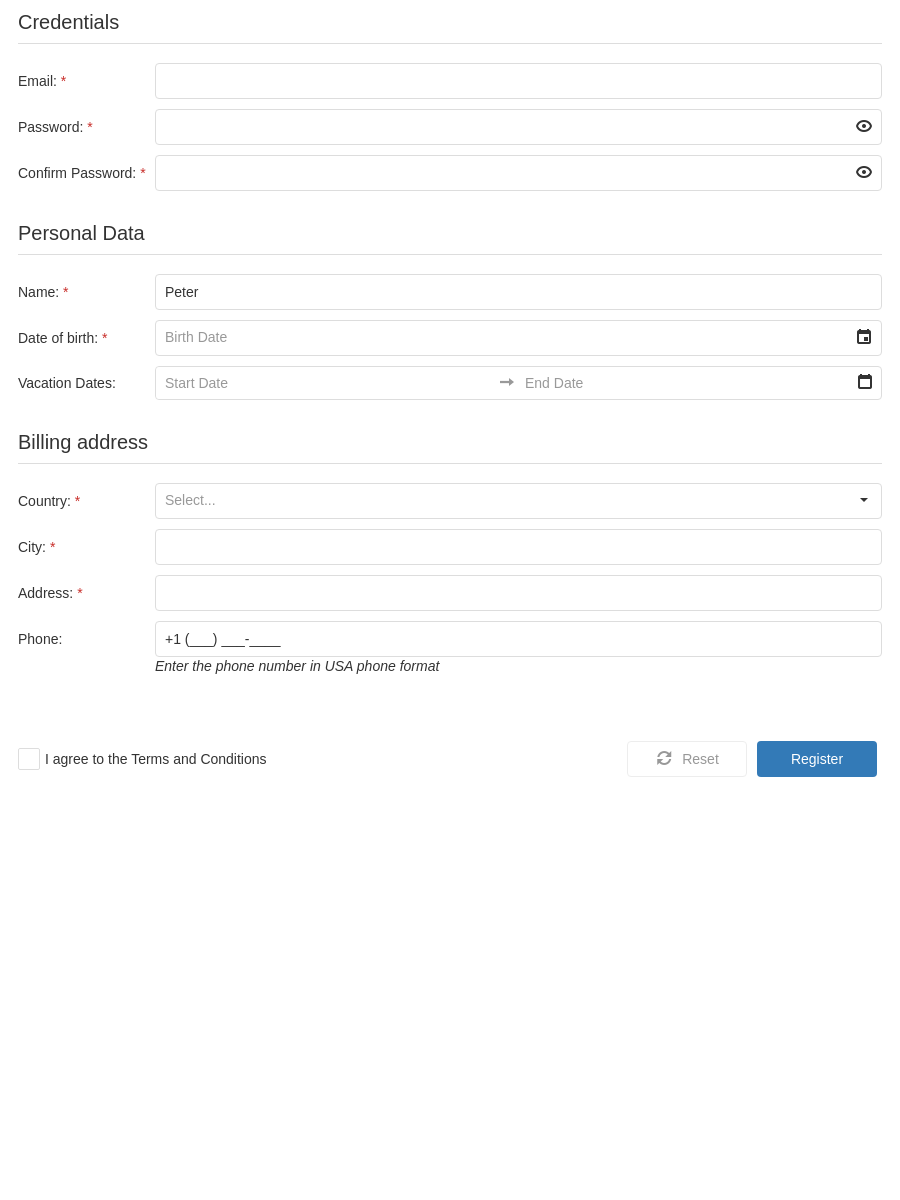 Credentials
Email: *
Password: *
Confirm Password: *
Personal Data
Name: * Peter
Date of birth: * Birth Date
Vacation Dates: Start Date End Date
Billing address
Country: * Select...
City: *
Address: *
Phone: +1 (___) ___-____
Enter the phone number in USA phone format
I agree to the Terms and Conditions Reset Register